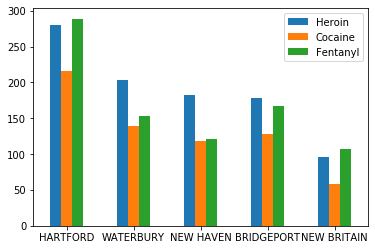 300
250
200
150
100
50
0
Heroin
Cocaine
Fentanyl
HARTFORD WATERBURY NEW HAVEN BRIDGEPORT NEW BRITAIN